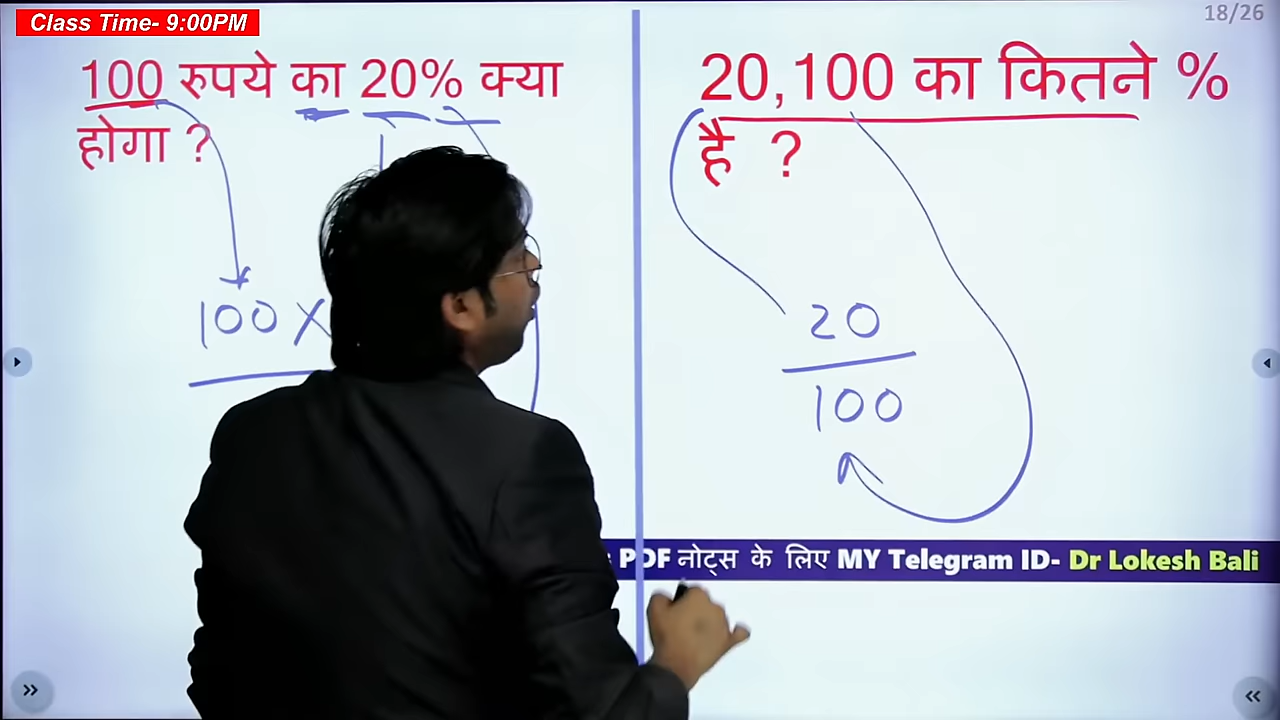 Class Time- 9:00PM
18/26
100 रुपये का 20% क्या
होगा ?
100 X
20,100 का कितने %
है ?
20
100
PDF नोट्स के लिए MY Telegram ID- Dr Lokesh Bali